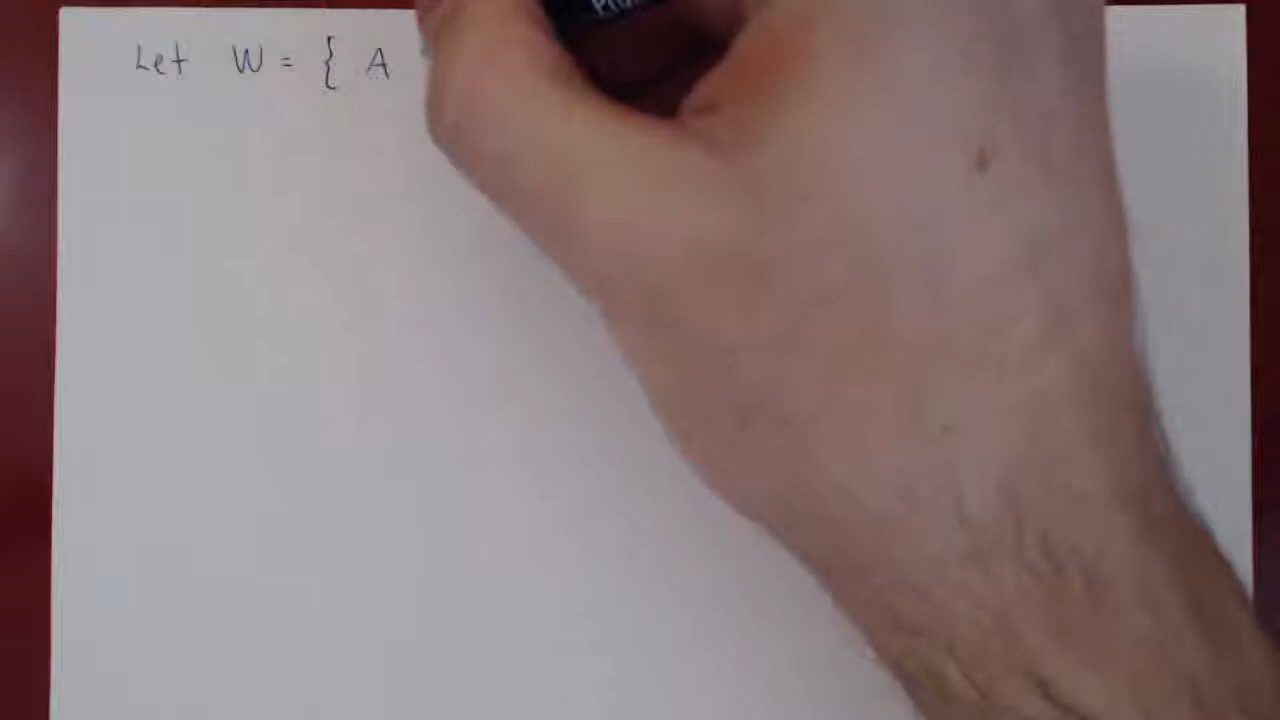 Let W = { A